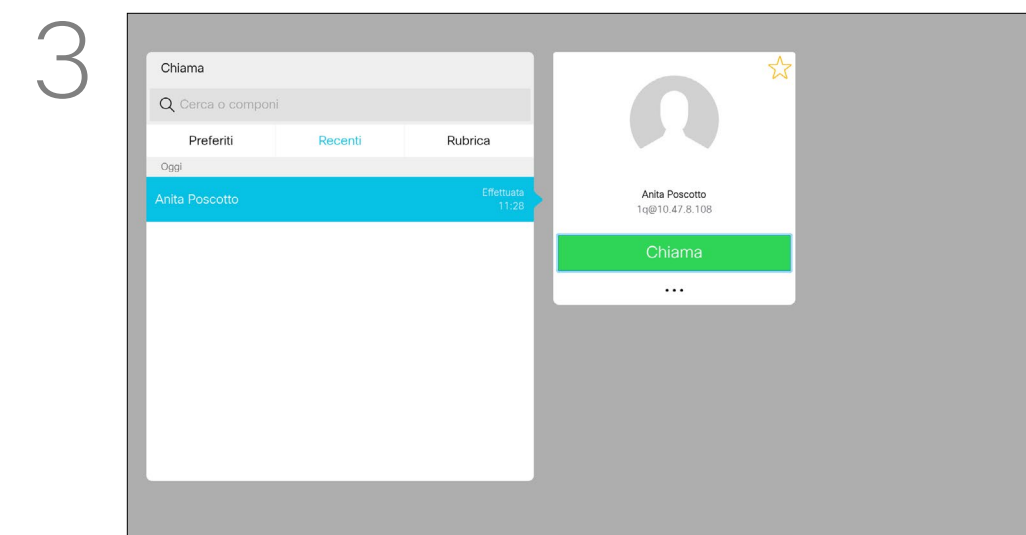 3
Chiama
Cerca o componi
Preferiti Recenti Rubrica
Oggi
Anita Poscotto Effettuata
11:28
Anita Poscotto
1q@10.47.8.108
Chiama
...